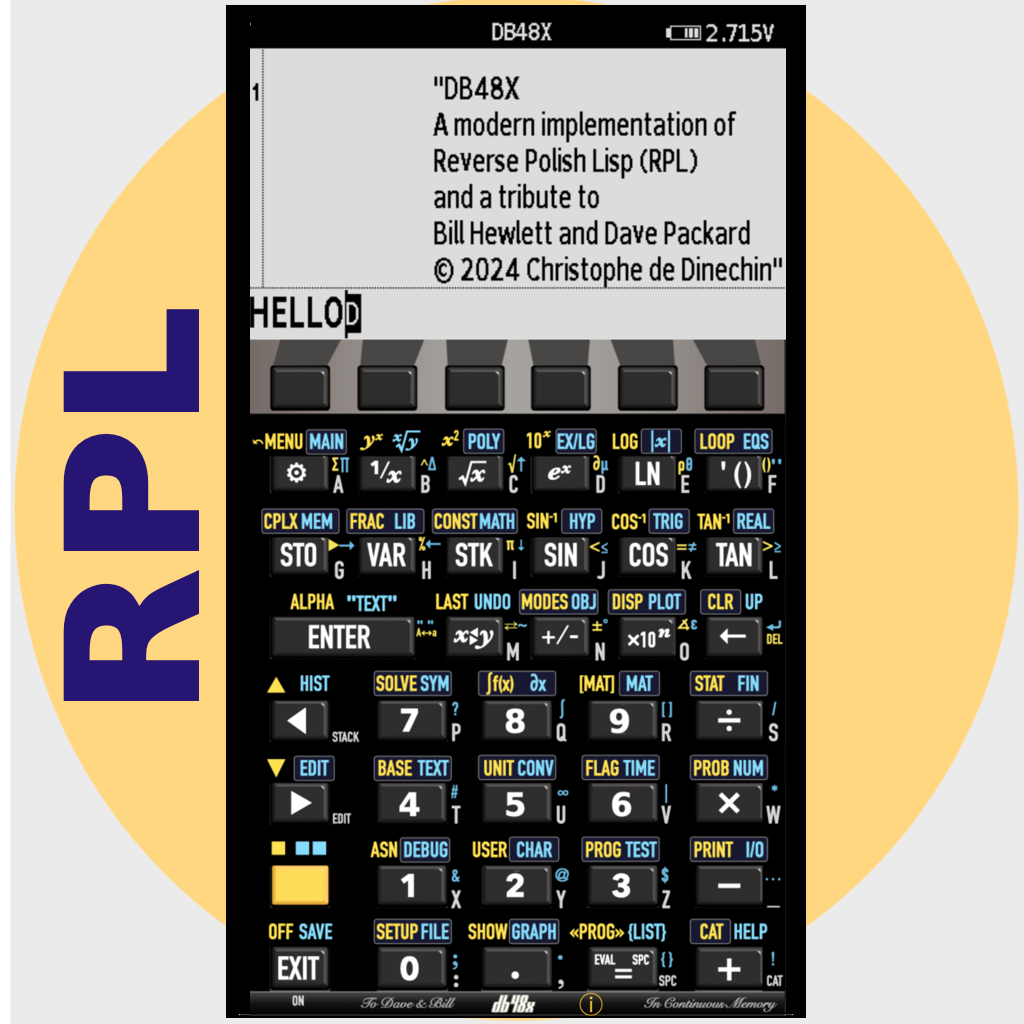 RPL
DB48X 2.715V
1 "DB48X
A modern implementation of
Reverse Polish Lisp (RPL)
and a tribute to
Bill Hewlett and Dave Packard
© 2024 Christophe de Dinechin"
HELLOD
MENU MAIN yˣ ˣ√y x² POLY 10ˣ EX/LG LOG |x| LOOP EQS
1/x √x eˣ LN '()
Σ∏ ^Δ √↑ ∂μ ρθ ()''
A B C D E F
CPLX MEM FRAC LIB CONST MATH SIN⁻¹ HYP COS⁻¹ TRIG TAN⁻¹ REAL
STO VAR STK SIN COS TAN
▶→ %← π↓ <≤ =≠ >≥
G H I J K L
ALPHA "TEXT" LAST UNDO MODES OBJ DISP PLOT CLR UP
ENTER x⇆y +/- ×10ⁿ ←
" " A↔a ⇄~ ±° ∡ε ↵ DEL
M N O
▲ HIST SOLVE SYM ∫f(x) ∂x [MAT] MAT STAT FIN
◀ 7 8 9 ÷
? ∫ [] /
STACK P Q R S
▼ EDIT BASE TEXT UNIT CONV FLAG TIME PROB NUM
▶ 4 5 6 ×
# ∞ | *
EDIT T U V W
ASN DEBUG USER CHAR PROG TEST PRINT I/O
1 2 3 −
& @ $ ...
X Y Z _
OFF SAVE SETUP FILE SHOW GRAPH «PROG» {LIST} CAT HELP
EXIT 0 . EVAL SPC = +
; · {} !
: , SPC CAT
ON To Dave & Bill db48x i In Continuous Memory